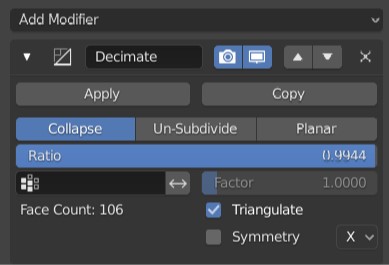 Add Modifier
Decimate
Apply Copy
Collapse Un-Subdivide Planar
Ratio 0.9944
Factor 1.0000
Face Count: 106 Triangulate
Symmetry X